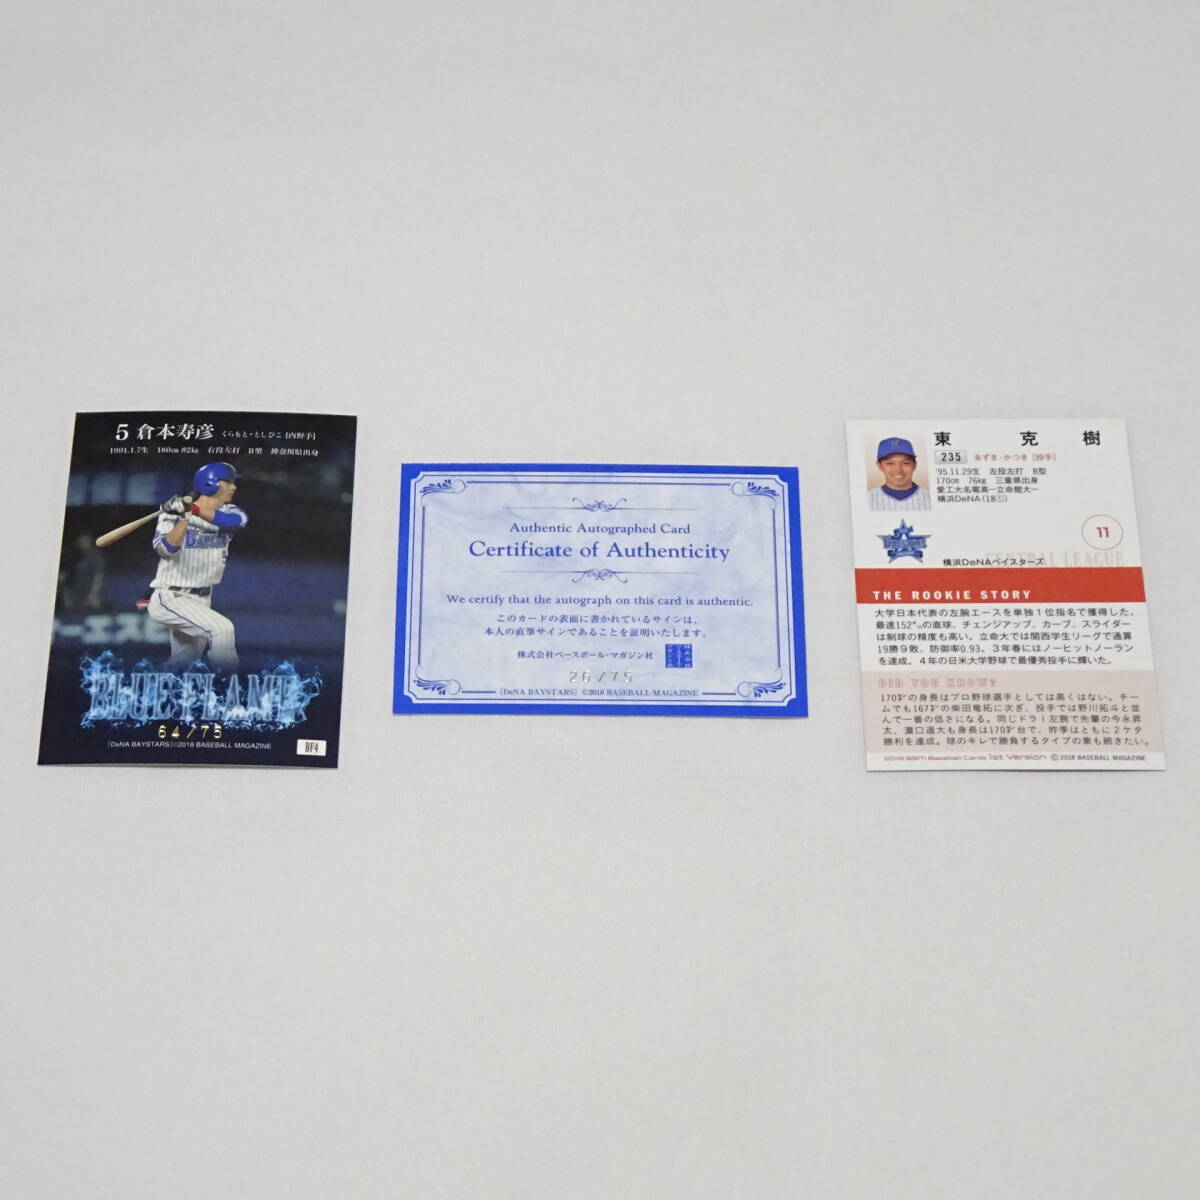 5 倉本寿彦 くらもと・としひこ [内野手]
1991.1.7生 180cm 82kg 右投左打 B型 神奈川県出身
BLUE FLAME
64/75
[DeNA BAYSTARS]©2018 BASEBALL MAGAZINE
BF4
Authentic Autographed Card
Certificate of Authenticity
We certify that the autograph on this card is authentic.
このカードの表面に書かれているサインは、
本人の直筆サインであることを証明いたします。
株式会社ベースボール・マガジン社
26/75
[DeNA BAYSTARS] ©2018 BASEBALL MAGAZINE
東 克 樹
235 あずま・かつき [投手]
'95.11.29生 左投左打 B型
170cm 76kg 三重県出身
愛工大名電高ー立命館大ー
横浜DeNA(18①)
11
CENTRAL LEAGUE
横浜DeNAベイスターズ
THE ROOKIE STORY
大学日本代表の左腕エースを単独1位指名で獲得した。
最速152㌔の直球、チェンジアップ、カーブ、スライダー
は制球の精度も高い。立命大では関西学生リーグで通算
19勝9敗、防御率0.93。3年春にはノーヒットノーラン
を達成。4年の日米大学野球で最優秀投手に輝いた。
DID YOU KNOW?
170㌢の身長はプロ野球選手としては高くはない。チー
ムでも167㌢の柴田竜拓に次ぎ、投手では野川拓斗と並
んで一番の低さになる。同じドラ1左腕で先輩の今永昇
太、濵口遥大も身長は170㌢台で、昨季はともに2ケタ
勝利を達成。球のキレで勝負するタイプの東も続きたい。
2018 BBM Baseball Cards 1st Version ©2018 BASEBALL MAGAZINE